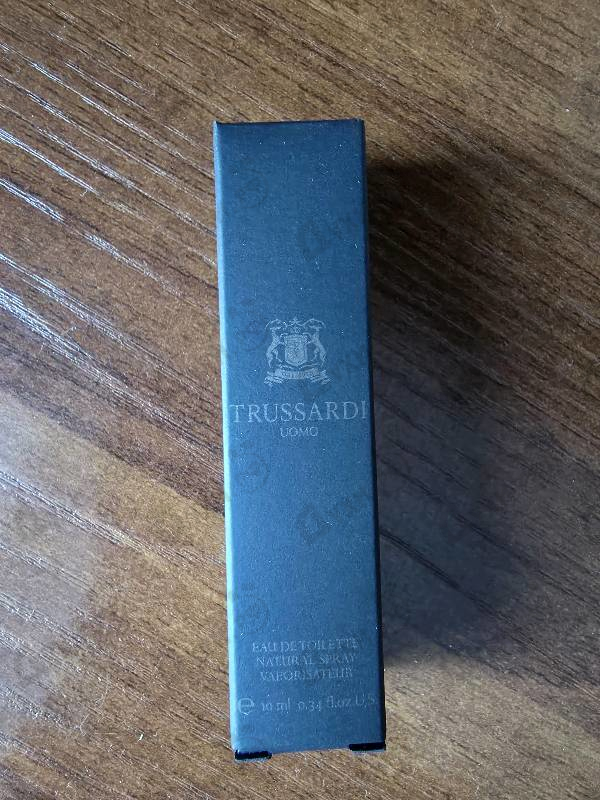 TRUSSARDI
UOMO
EAU DE TOILETTE
NATURAL SPRAY
VAPORISATEUR
℮ 10 ml 0.34 fl.oz.U.S.